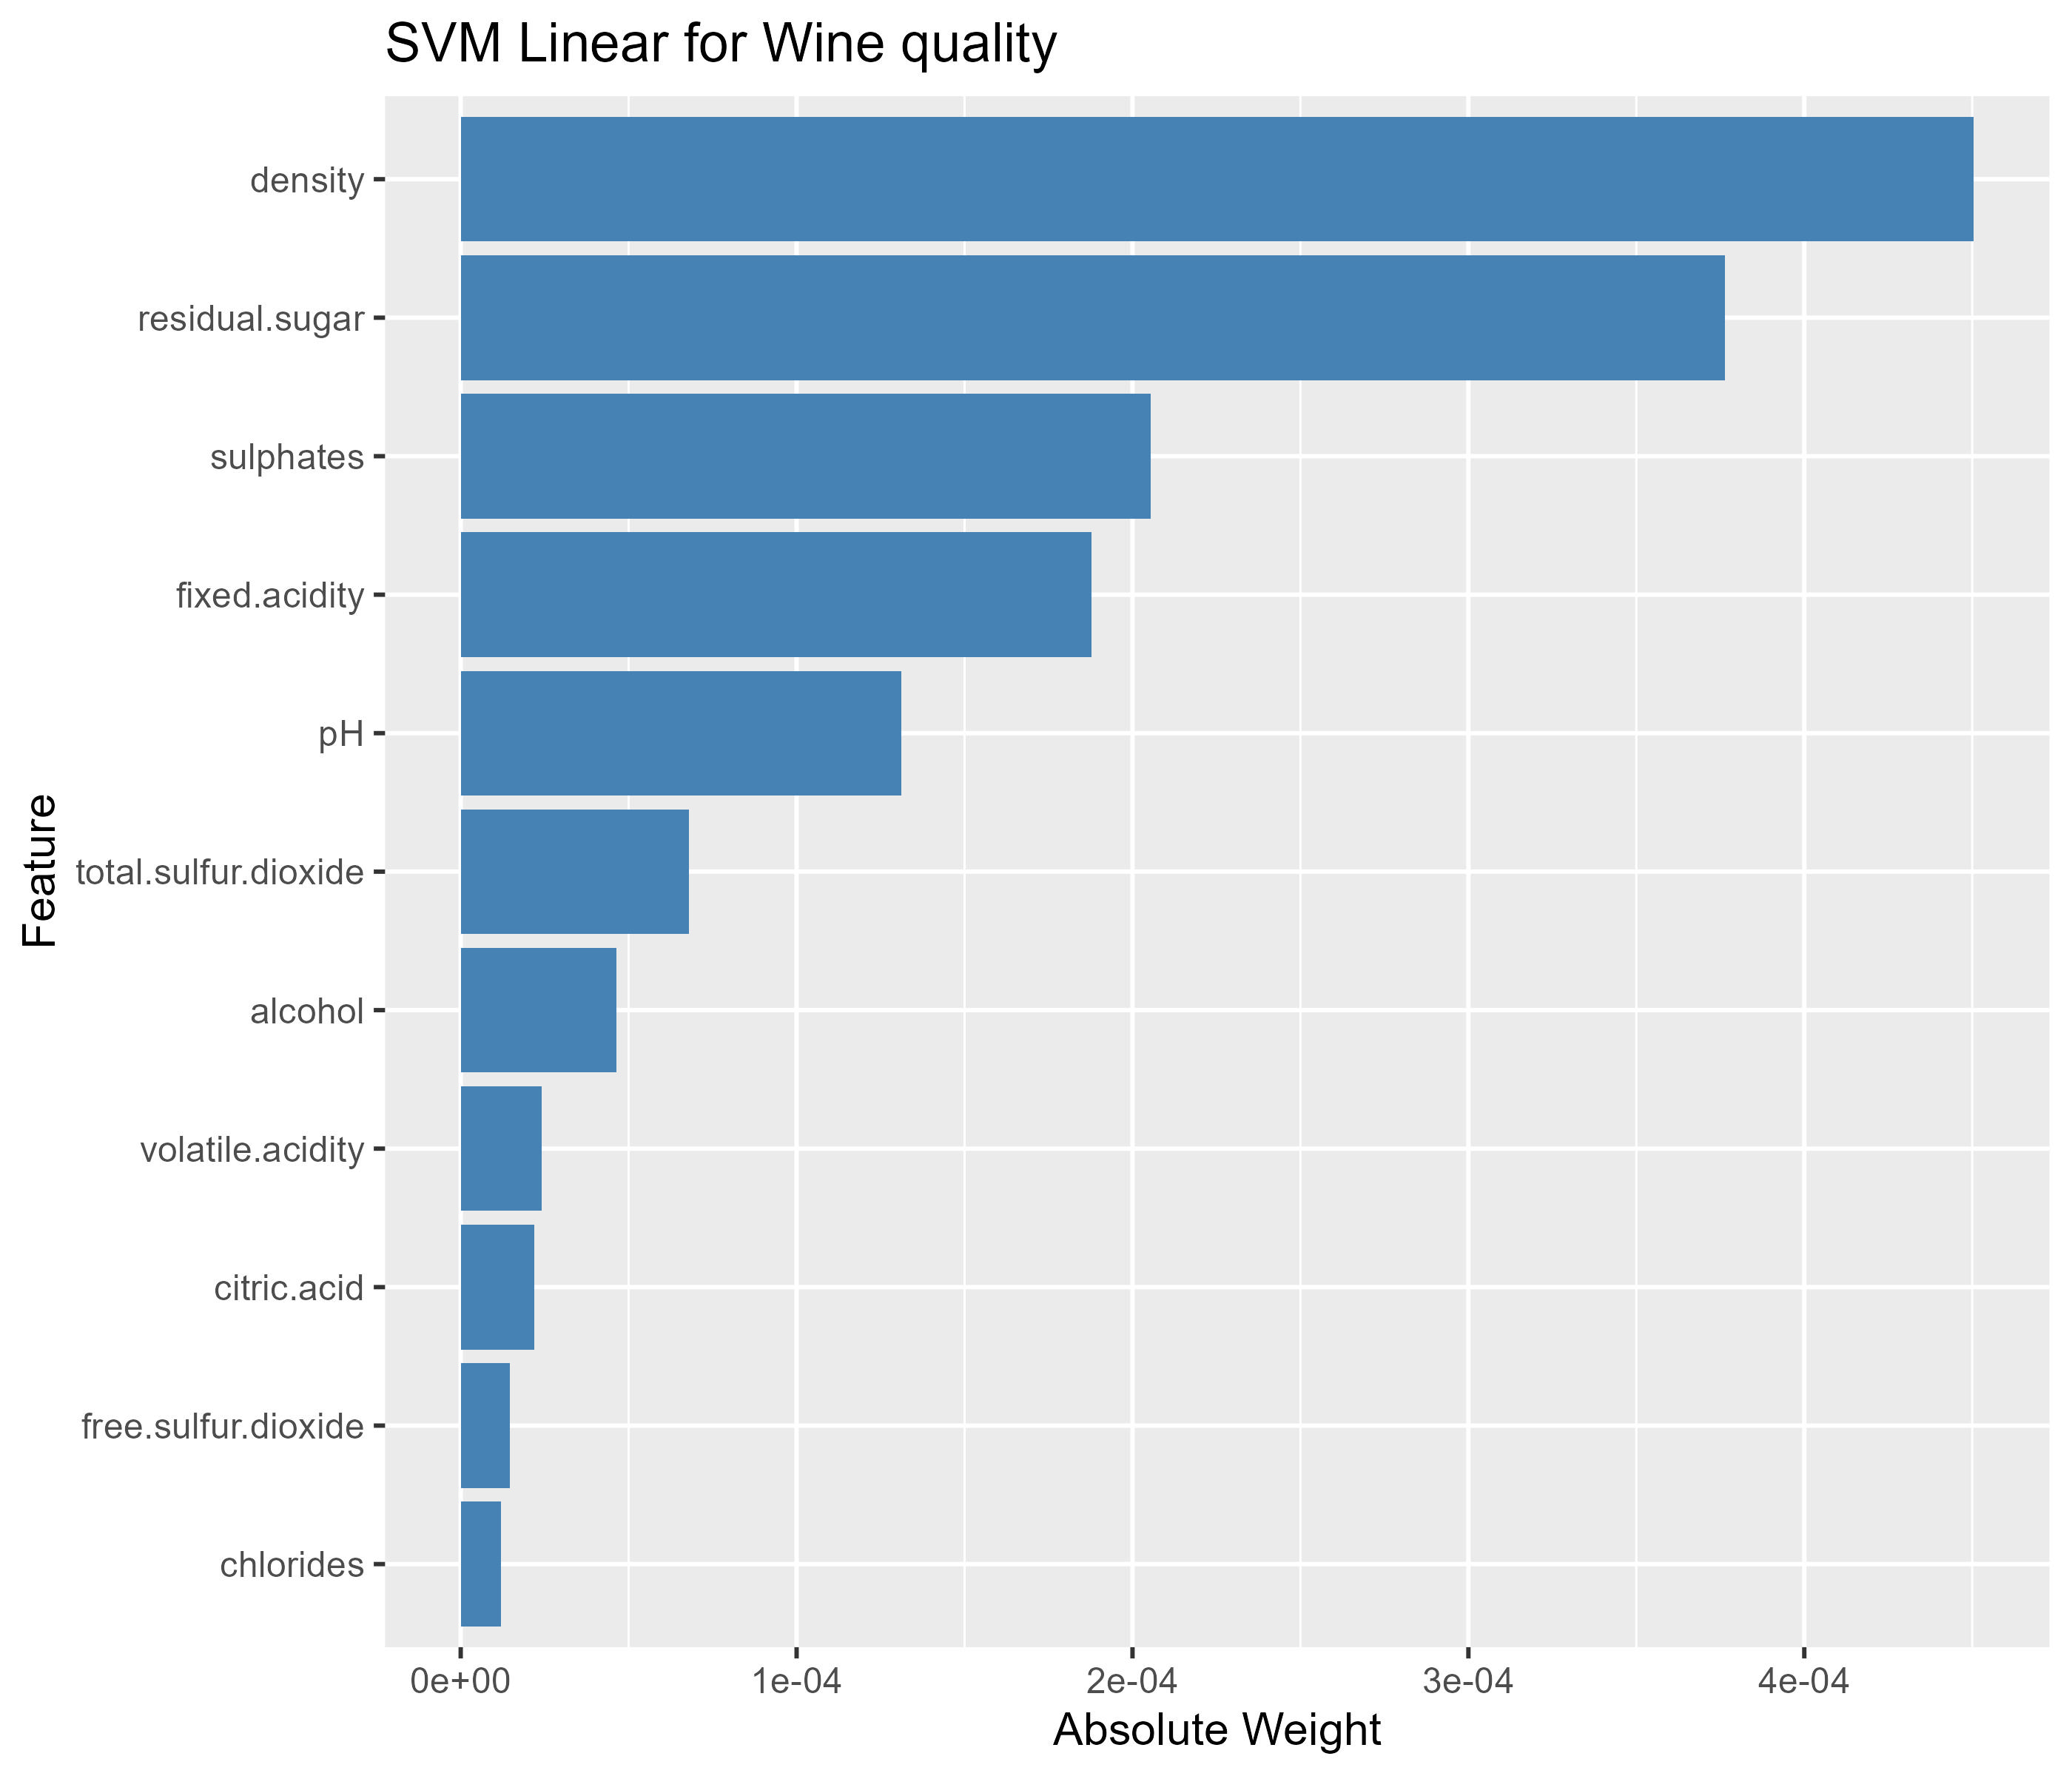 SVM Linear for Wine quality
Feature
density
residual.sugar
sulphates
fixed.acidity
pH
total.sulfur.dioxide
alcohol
volatile.acidity
citric.acid
free.sulfur.dioxide
chlorides
0e+00 1e-04 2e-04 3e-04 4e-04
Absolute Weight